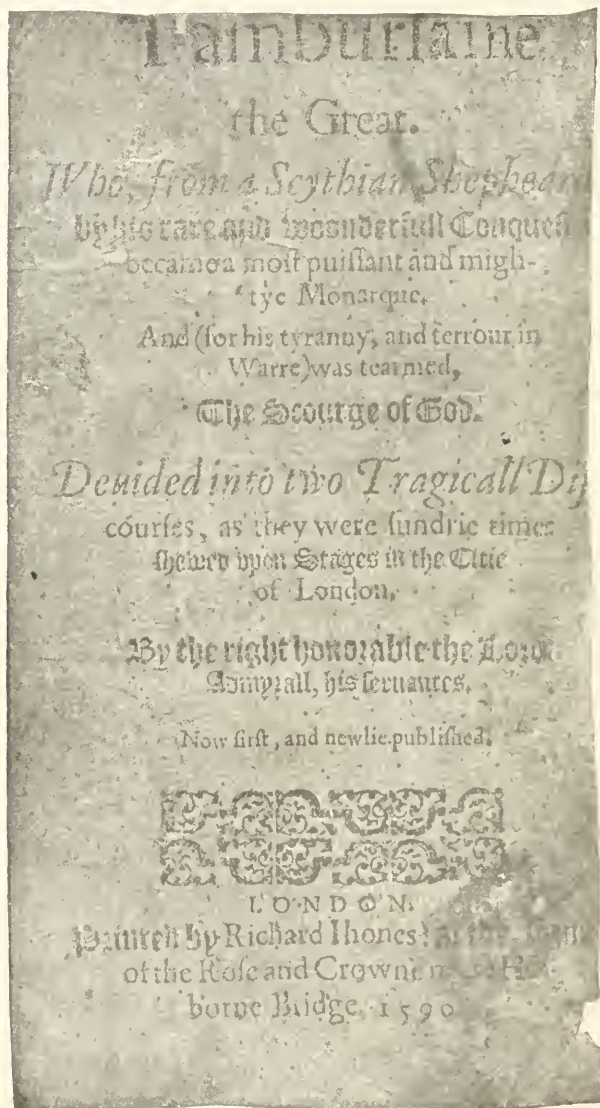 Tamburlaine
the Great.
Who, from a Scythian Shephearde
by his rare and woonderfull Conquests
became a most puissant and migh-
tye Monarque.
And (for his tyranny, and terrour in
Warre) was tearmed,
The Scourge of God.
Deuided into two Tragicall Dis
courses, as they were sundrie times
shewed vpon Stages in the Citie
of London.
By the right honorable the Lord
Admyrall, his seruantes.
Now first, and newlie published.
LONDON.
Printed by Richard Ihones: at the
of the Rose and Crowne
borne Bridge. 1590